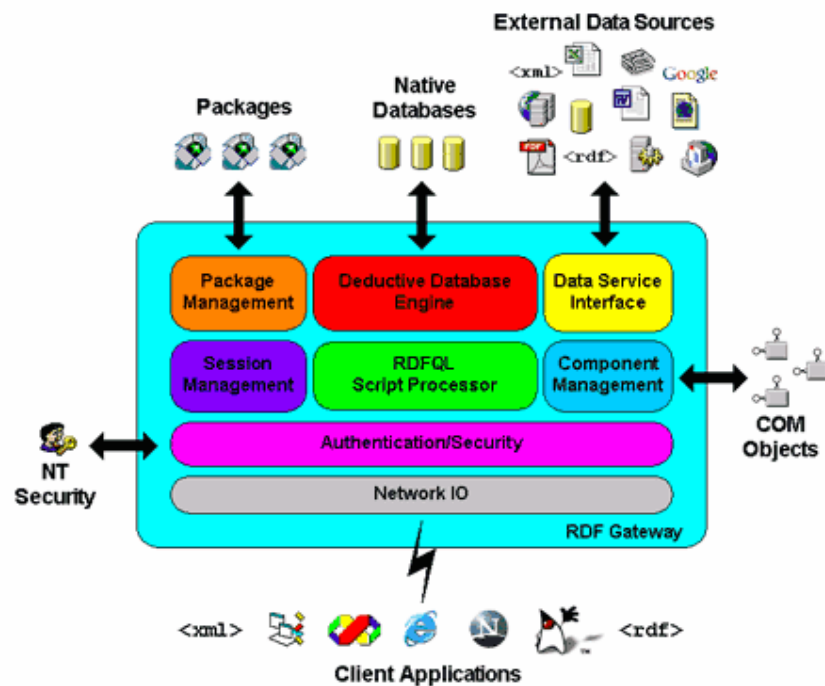 External Data Sources
<xml>
Google
Native
Databases
Packages
PDF
<rdf>
Package
Management
Deductive Database
Engine
Data Service
Interface
Session
Management
RDFQL
Script Processor
Component
Management
COM
Objects
Authentication/Security
NT
Security
Network IO
RDF Gateway
<xml>
N
<rdf>
Client Applications